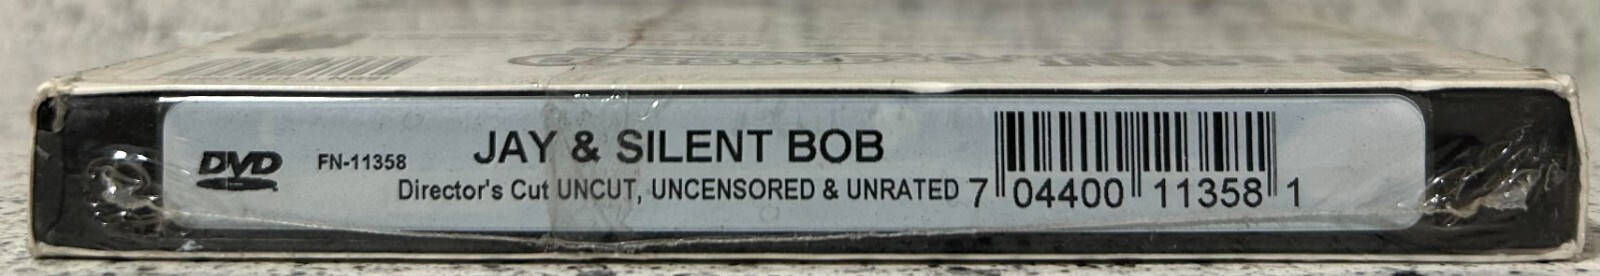 DVD
FN-11358
JAY & SILENT BOB
Director's Cut UNCUT, UNCENSORED & UNRATED
7 04400 11358 1